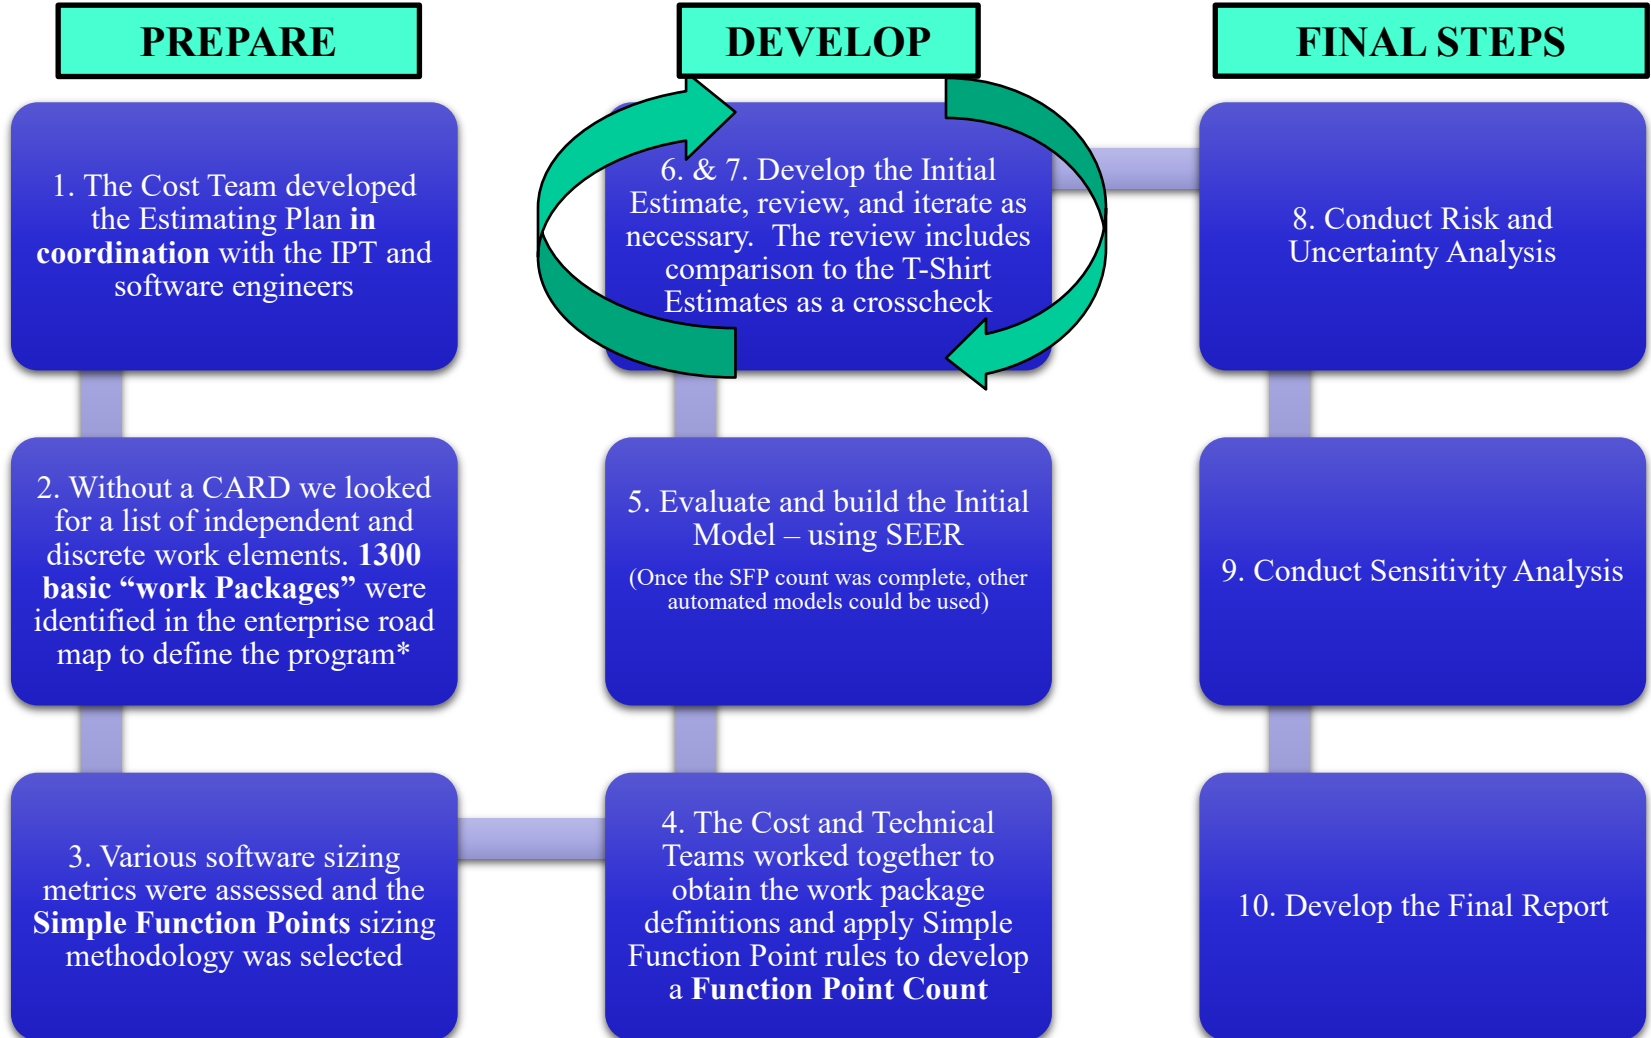 PREPARE
1. The Cost Team developed
the Estimating Plan in
coordination with the IPT and
software engineers
2. Without a CARD we looked
for a list of independent and
discrete work elements. 1300
basic “work Packages” were
identified in the enterprise road
map to define the program*
3. Various software sizing
metrics were assessed and the
Simple Function Points sizing
methodology was selected
DEVELOP
6. & 7. Develop the Initial
Estimate, review, and iterate as
necessary.  The review includes
comparison to the T-Shirt
Estimates as a crosscheck
5. Evaluate and build the Initial
Model – using SEER
(Once the SFP count was complete, other
automated models could be used)
4. The Cost and Technical
Teams worked together to
obtain the work package
definitions and apply Simple
Function Point rules to develop
a Function Point Count
FINAL STEPS
8. Conduct Risk and
Uncertainty Analysis
9. Conduct Sensitivity Analysis
10. Develop the Final Report